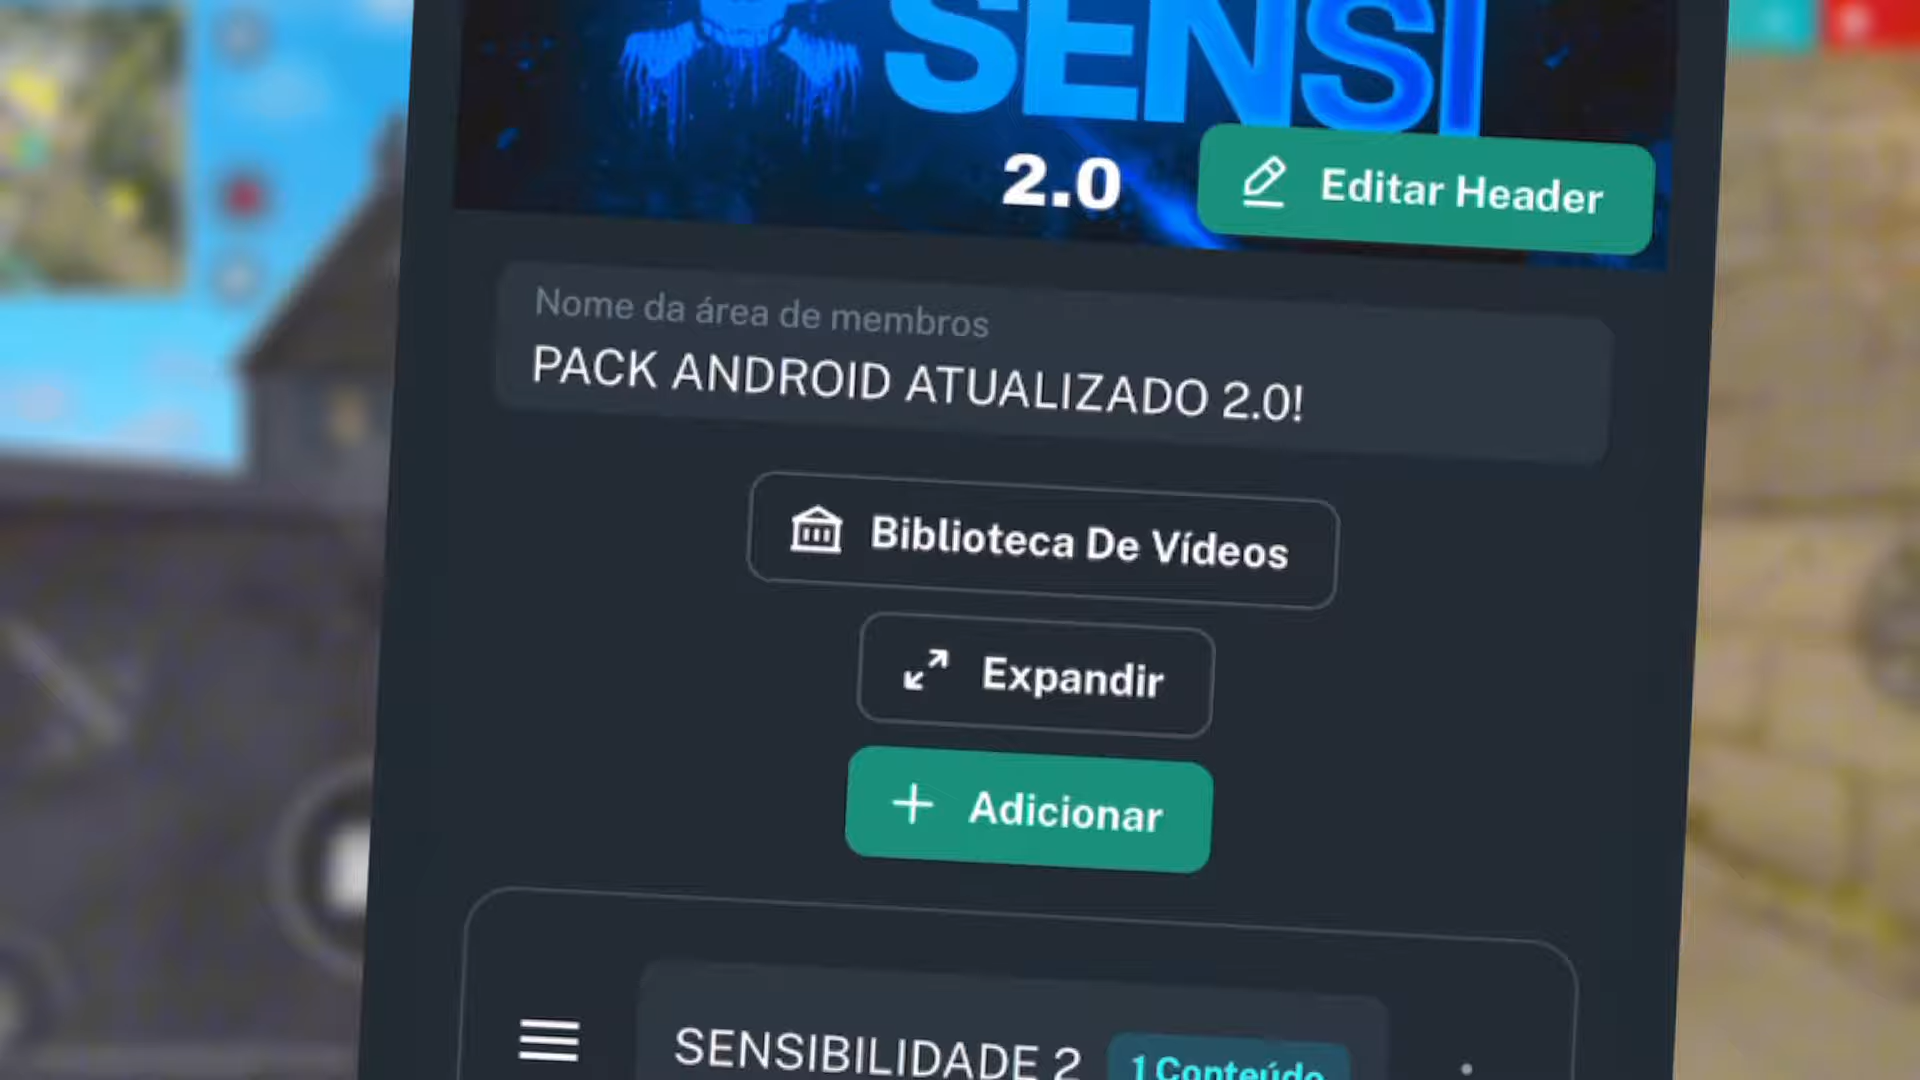 SENSI
2.0
Editar Header
Nome da área de membros
PACK ANDROID ATUALIZADO 2.0!
Biblioteca De Vídeos
Expandir
Adicionar
SENSIBILIDADE 2
1 Conteúdo